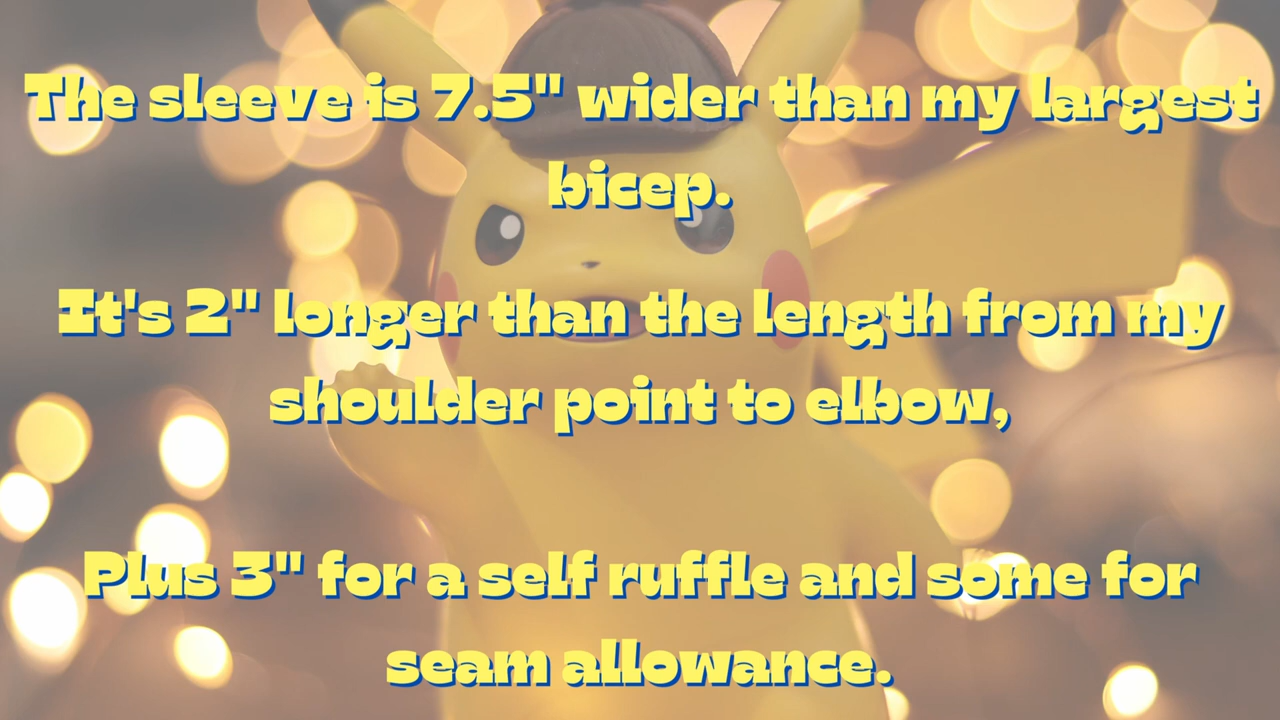 The sleeve is 7.5" wider than my largest
bicep.
It's 2" longer than the length from my
shoulder point to elbow,
Plus 3" for a self ruffle and some for
seam allowance.